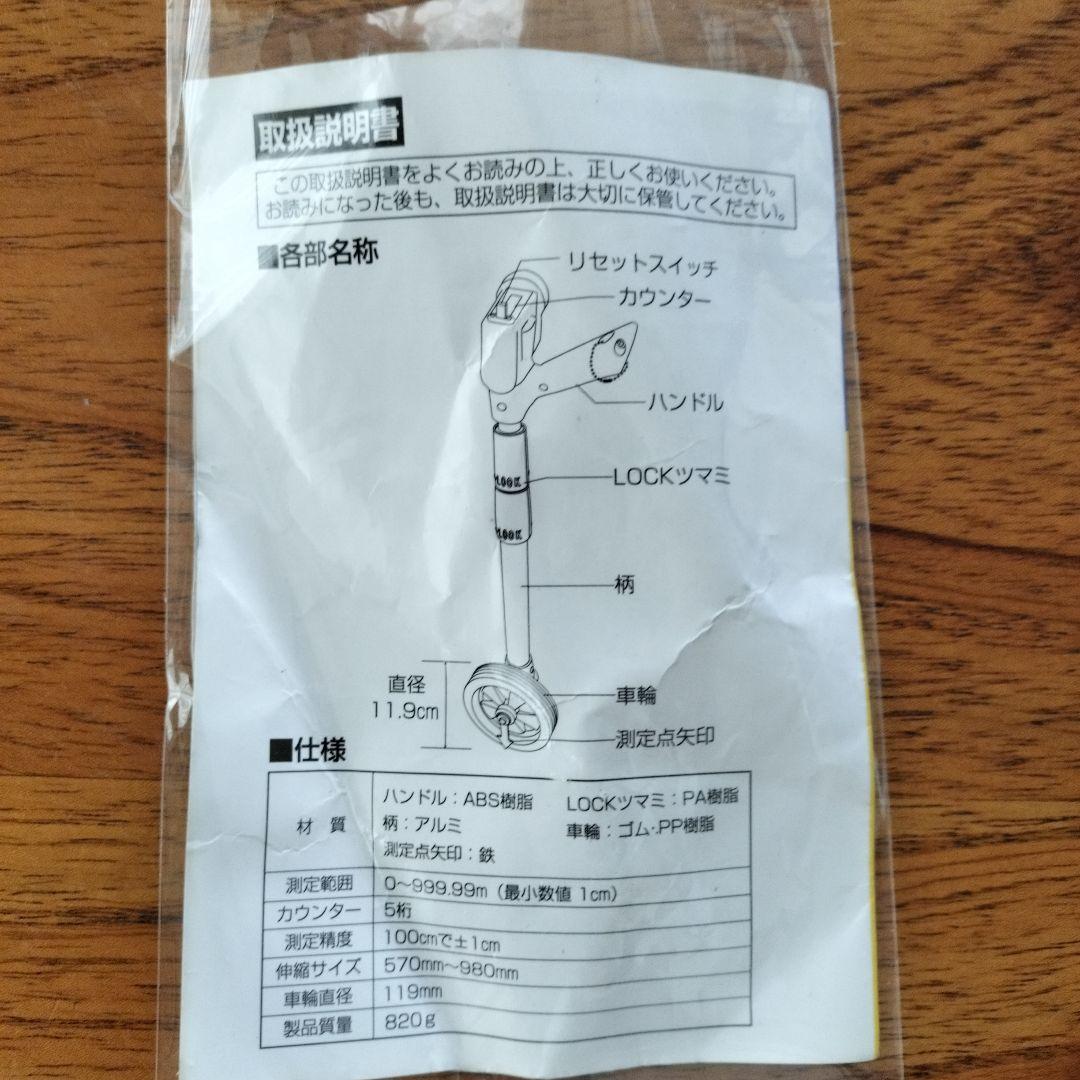 取扱説明書
この取扱説明書をよくお読みの上、正しくお使いください。
お読みになった後も、取扱説明書は大切に保管してください。
■各部名称
リセットスイッチ
カウンター
ハンドル
LOCKツマミ
LOCK
LOCK
柄
直径
11.9cm
車輪
測定点矢印
■仕様
材 質
ハンドル：ABS樹脂 LOCKツマミ：PA樹脂
柄：アルミ 車輪：ゴム・PP樹脂
測定点矢印：鉄
測定範囲 0〜999.99m（最小数値 1cm）
カウンター 5桁
測定精度 100cmで±1cm
伸縮サイズ 570mm〜980mm
車輪直径 119mm
製品質量 820g